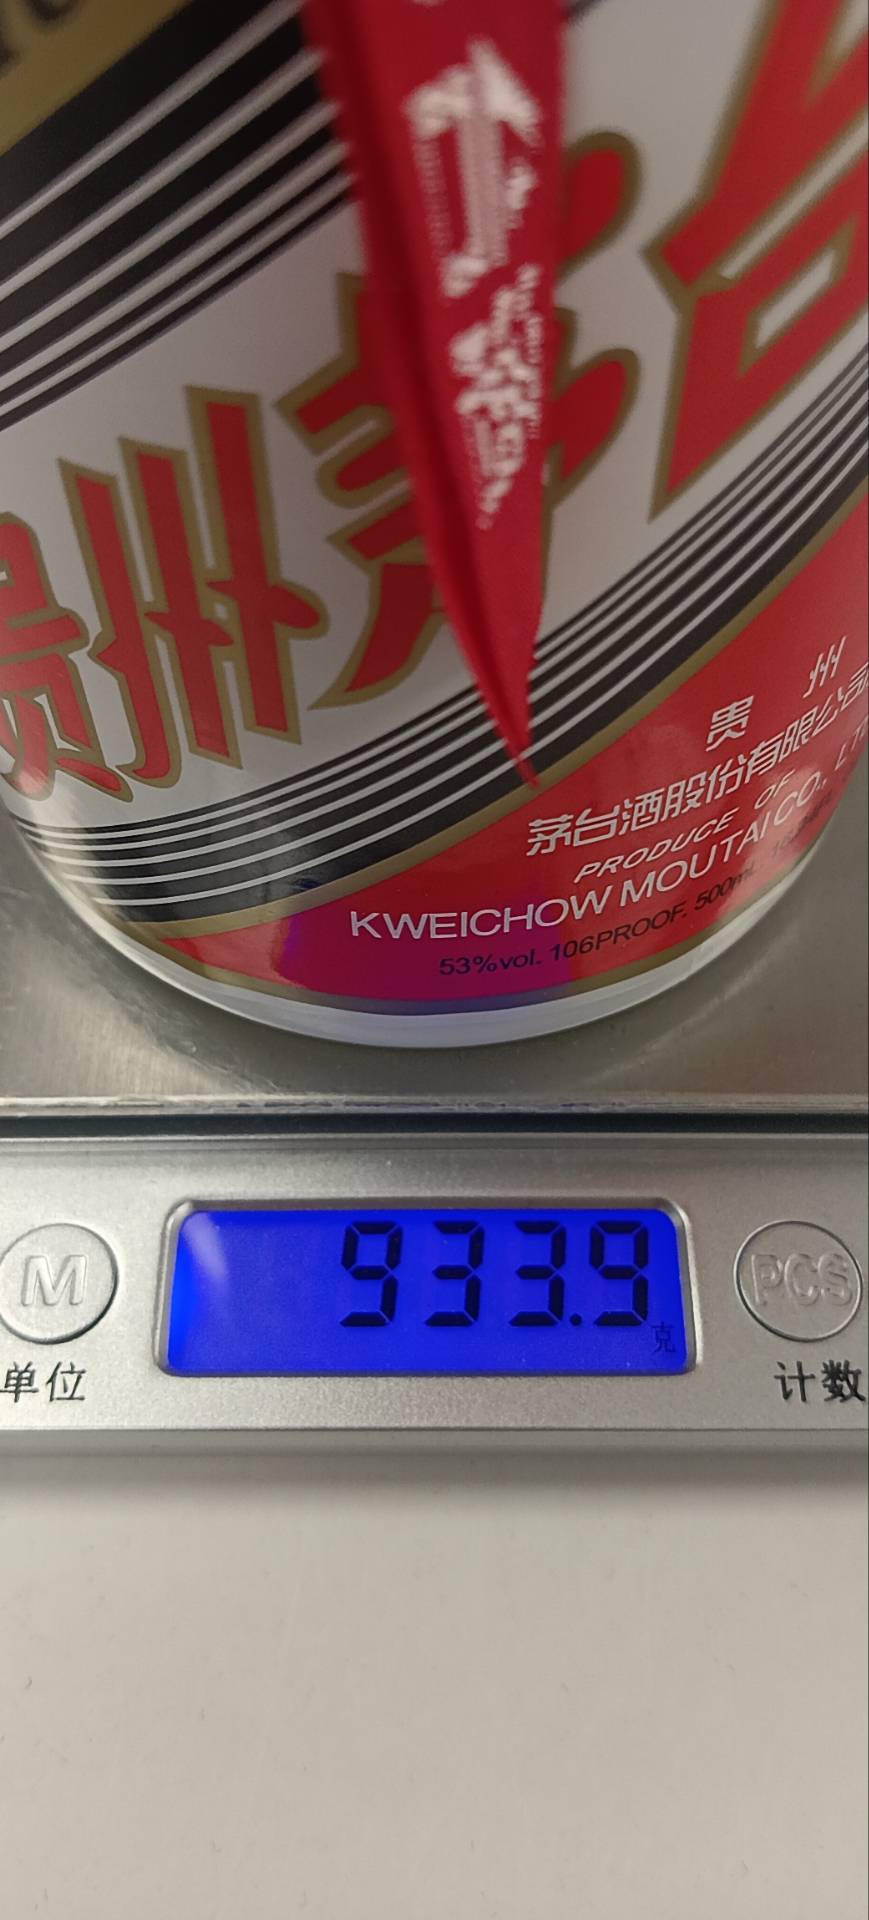 贵州茅台
贵州
茅台酒股份有限公司
PRODUCE OF
KWEICHOW MOUTAI CO., LTD
53%vol. 106PROOF. 500mL
933.9
克
M
PCS
单位
计数